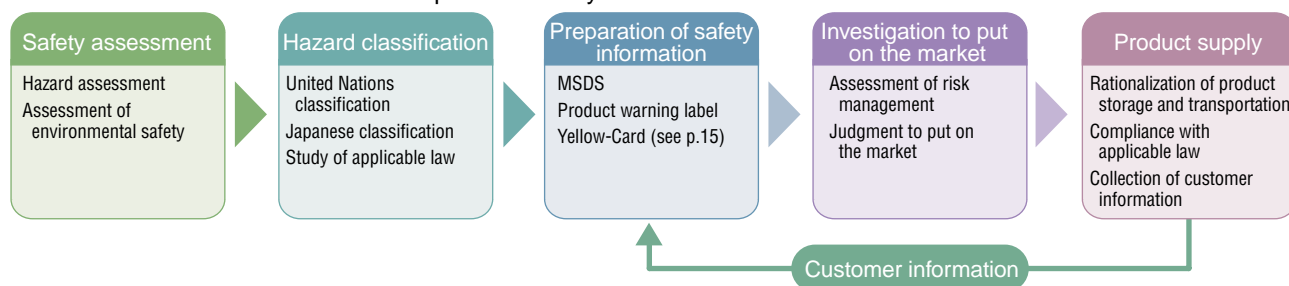 Safety assessment
Hazard assessment
Assessment of
environmental safety
Hazard classification
United Nations
classification
Japanese classification
Study of applicable law
Preparation of safety
information
MSDS
Product warning label
Yellow-Card (see p.15)
Investigation to put
on the market
Assessment of risk
management
Judgment to put on
the market
Product supply
Rationalization of product
storage and transportation
Compliance with
applicable law
Collection of customer
information
Customer information